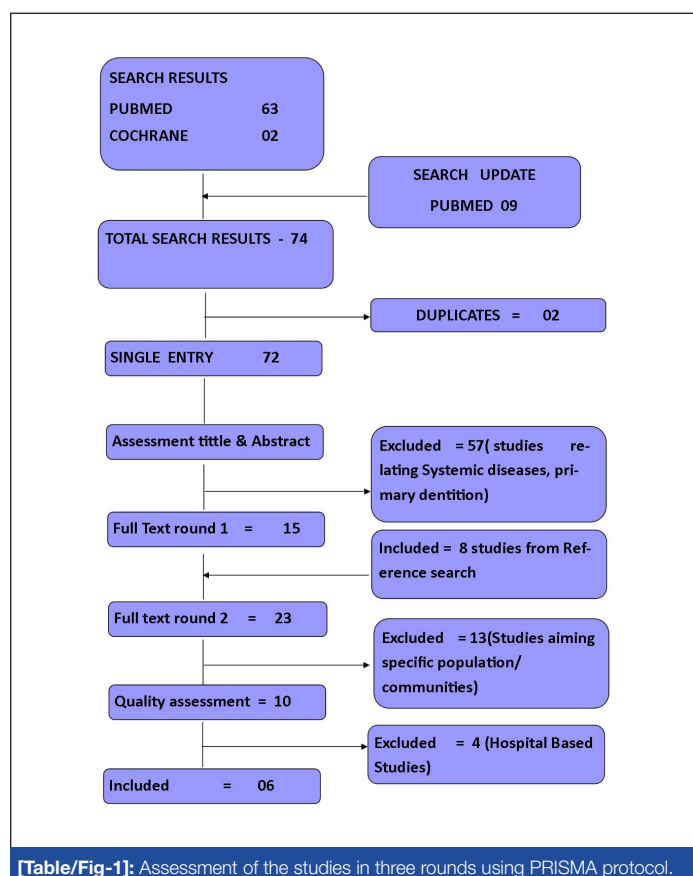 SEARCH RESULTS
PUBMED 63
COCHRANE 02
SEARCH UPDATE
PUBMED 09
TOTAL SEARCH RESULTS - 74
DUPLICATES = 02
SINGLE ENTRY 72
Assessment tittle & Abstract
Excluded = 57( studies re-
lating Systemic diseases, pri-
mary dentition)
Full Text round 1 = 15
Included = 8 studies from Ref-
erence search
Full text round 2 = 23
Excluded = 13(Studies aiming
specific population/
communities)
Quality assessment = 10
Excluded = 4 (Hospital Based
Studies)
Included = 06
[Table/Fig-1]: Assessment of the studies in three rounds using PRISMA protocol.